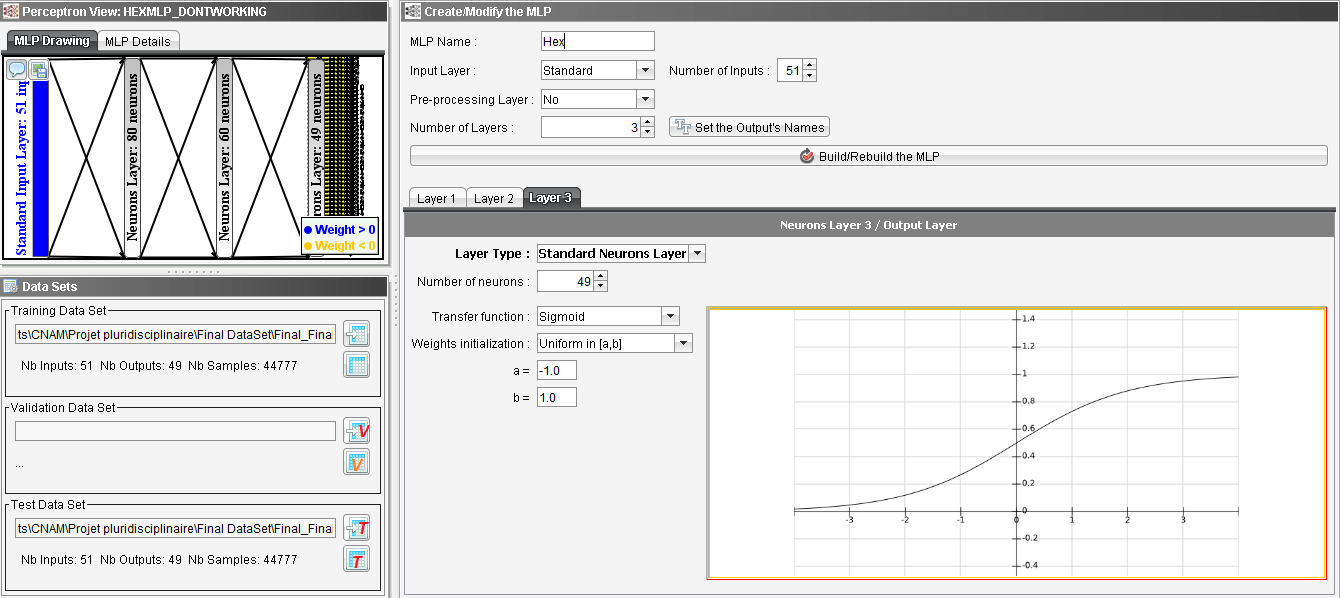 Perceptron View: HEXMLP_DONTWORKING
MLP Drawing
MLP Details
Standard Input Layer: 51 inp
Neurons Layer: 80 neurons
Neurons Layer: 60 neurons
Neurons Layer: 49 neurons
Weight > 0
Weight < 0
Data Sets
Training Data Set
ts\CNAM\Projet pluridisciplinaire\Final DataSet\Final_Fina
Nb Inputs: 51 Nb Outputs: 49 Nb Samples: 44777
Validation Data Set
V
...
V
Test Data Set
ts\CNAM\Projet pluridisciplinaire\Final DataSet\Final_Fina
T
Nb Inputs: 51 Nb Outputs: 49 Nb Samples: 44777
T
Create/Modify the MLP
MLP Name : Hex
Input Layer : Standard Number of Inputs : 51
Pre-processing Layer : No
Number of Layers : 3 Set the Output's Names
Build/Rebuild the MLP
Layer 1 Layer 2 Layer 3
Neurons Layer 3 / Output Layer
Layer Type : Standard Neurons Layer
Number of neurons : 49
Transfer function : Sigmoid
Weights initialization : Uniform in [a,b]
a = -1.0
b = 1.0
1.4
1.2
1
0.8
0.6
0.4
0.2
0
-0.2
-0.4
-3 -2 -1 0 1 2 3